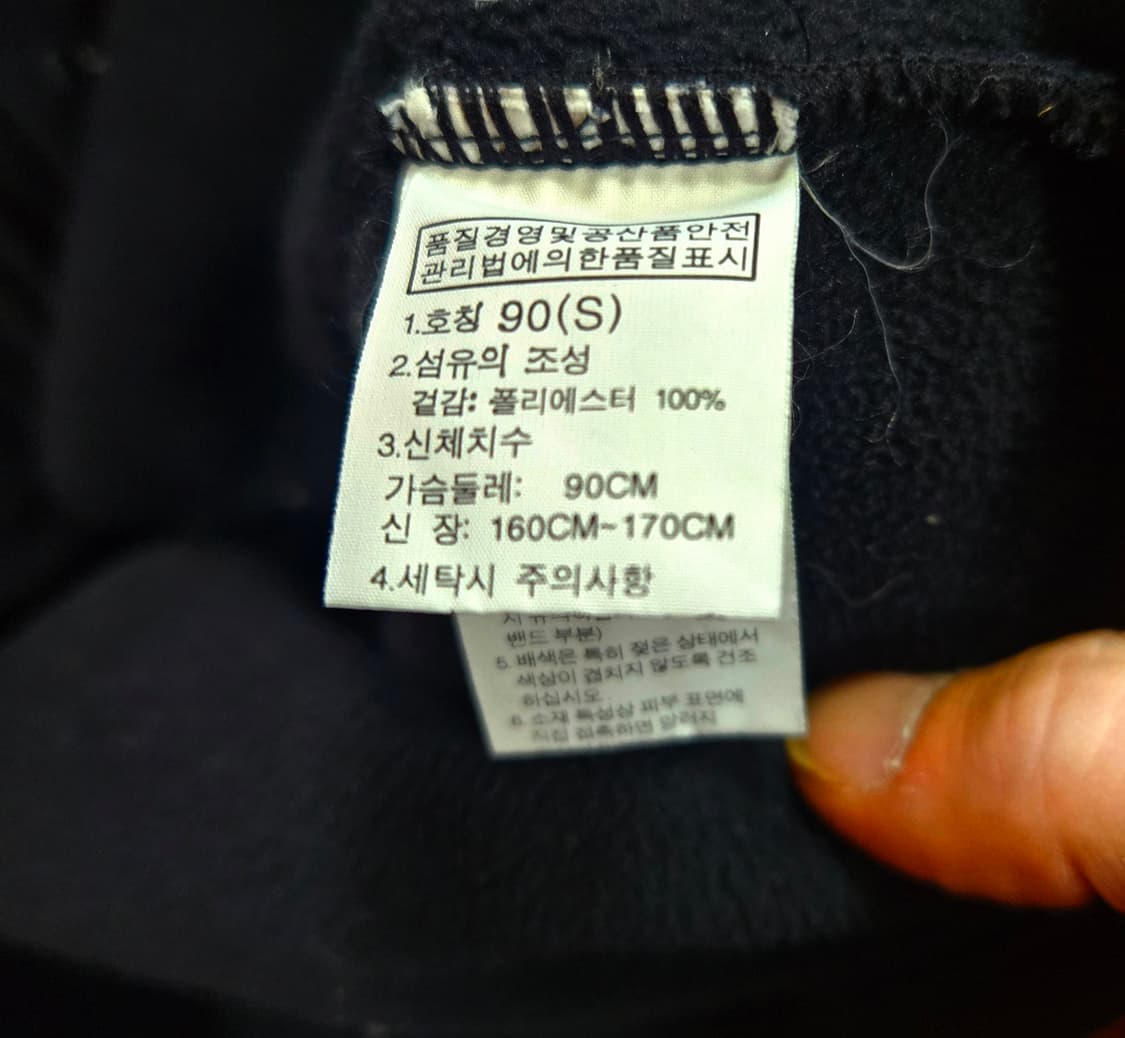 품질경영및공산품안전
관리법에의한품질표시
1.호칭 90(S)
2.섬유의 조성
겉감: 폴리에스터 100%
3.신체치수
가슴둘레: 90CM
신 장: 160CM~170CM
4.세탁시 주의사항
밴드 부분)
5. 배색은 특히 젖은 상태에서
색상이 겹치지 않도록 건조
하십시오.
6. 소재 특성상 피부 표면에
직접 접촉하면 알러지